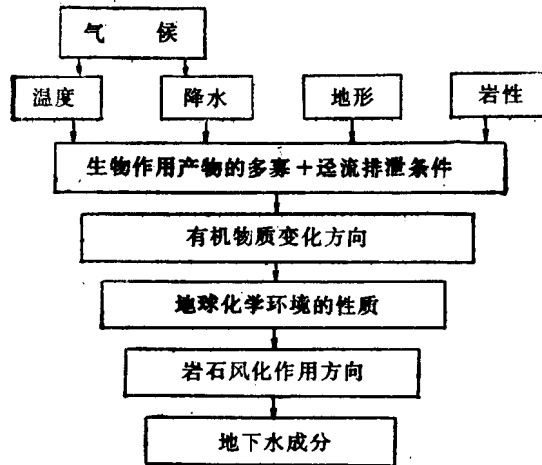 气 候
温度 降水 地形 岩性
生物作用产物的多寡+迳流排泄条件
有机物质变化方向
地球化学环境的性质
岩石风化作用方向
地下水成分